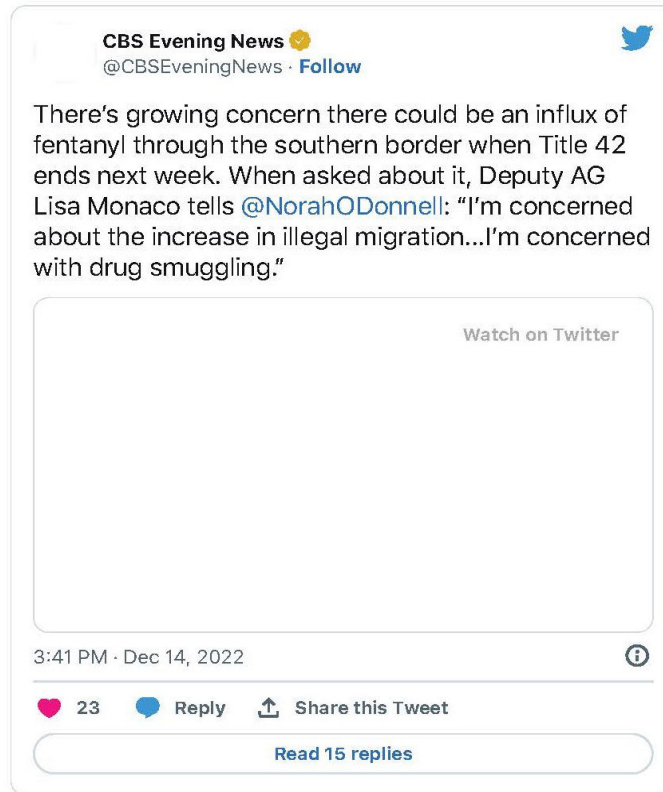 CBS Evening News
@CBSEveningNews · Follow
There’s growing concern there could be an influx of
fentanyl through the southern border when Title 42
ends next week. When asked about it, Deputy AG
Lisa Monaco tells @NorahODonnell: “I’m concerned
about the increase in illegal migration...I’m concerned
with drug smuggling.”
Watch on Twitter
3:41 PM · Dec 14, 2022
23 Reply Share this Tweet
Read 15 replies